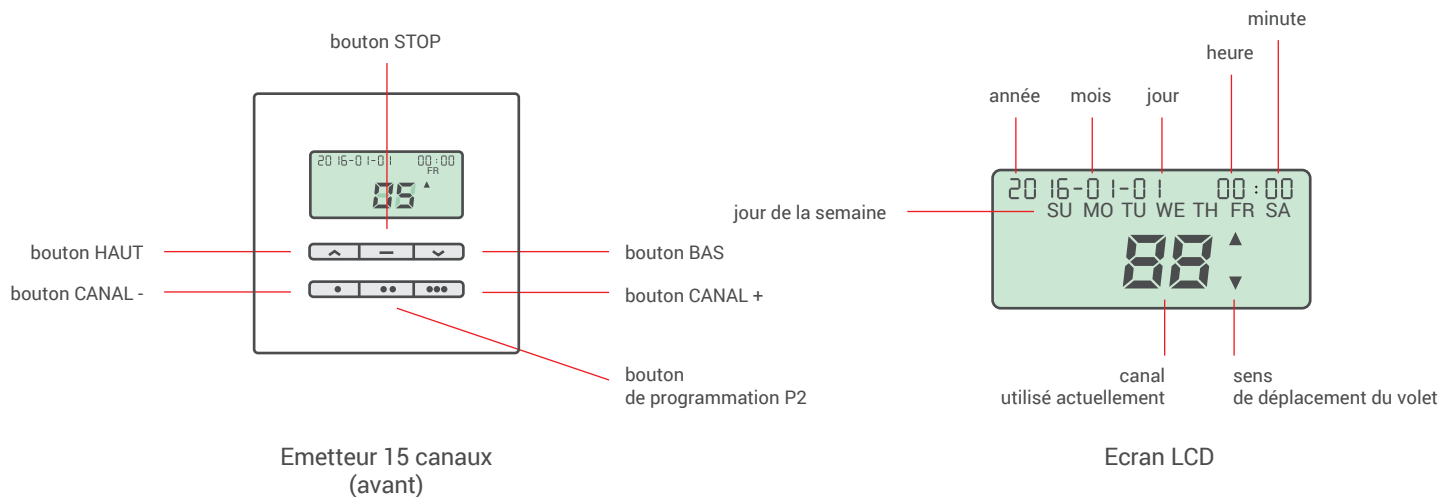 minute
bouton STOP
heure
année mois jour
2016-01-01 00:00
FR
05
2016-01-01 00:00
SU MO TU WE TH FR SA
88
jour de la semaine
bouton HAUT
bouton BAS
bouton CANAL -
bouton CANAL +
bouton
de programmation P2
canal
utilisé actuellement
sens
de déplacement du volet
Emetteur 15 canaux
(avant)
Ecran LCD